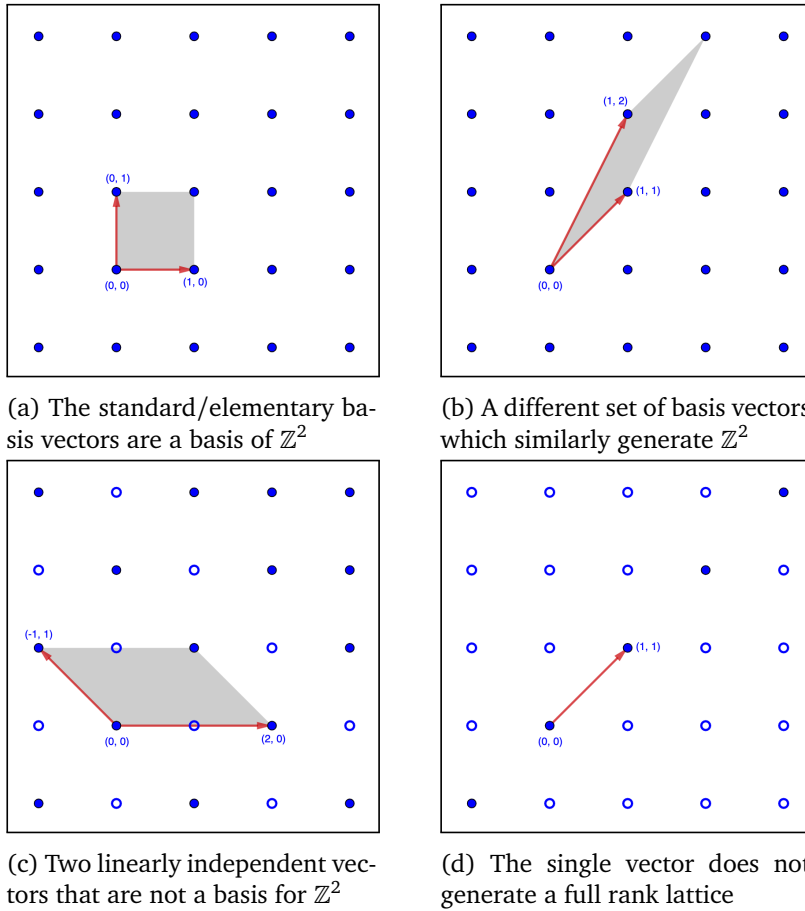 (0, 1)
(0, 0)
(1, 0)
(1, 2)
(1, 1)
(0, 0)
(a) The standard/elementary ba-
sis vectors are a basis of ℤ²
(b) A different set of basis vectors
which similarly generate ℤ²
(-1, 1)
(0, 0)
(2, 0)
(1, 1)
(0, 0)
(c) Two linearly independent vec-
tors that are not a basis for ℤ²
(d) The single vector does not
generate a full rank lattice